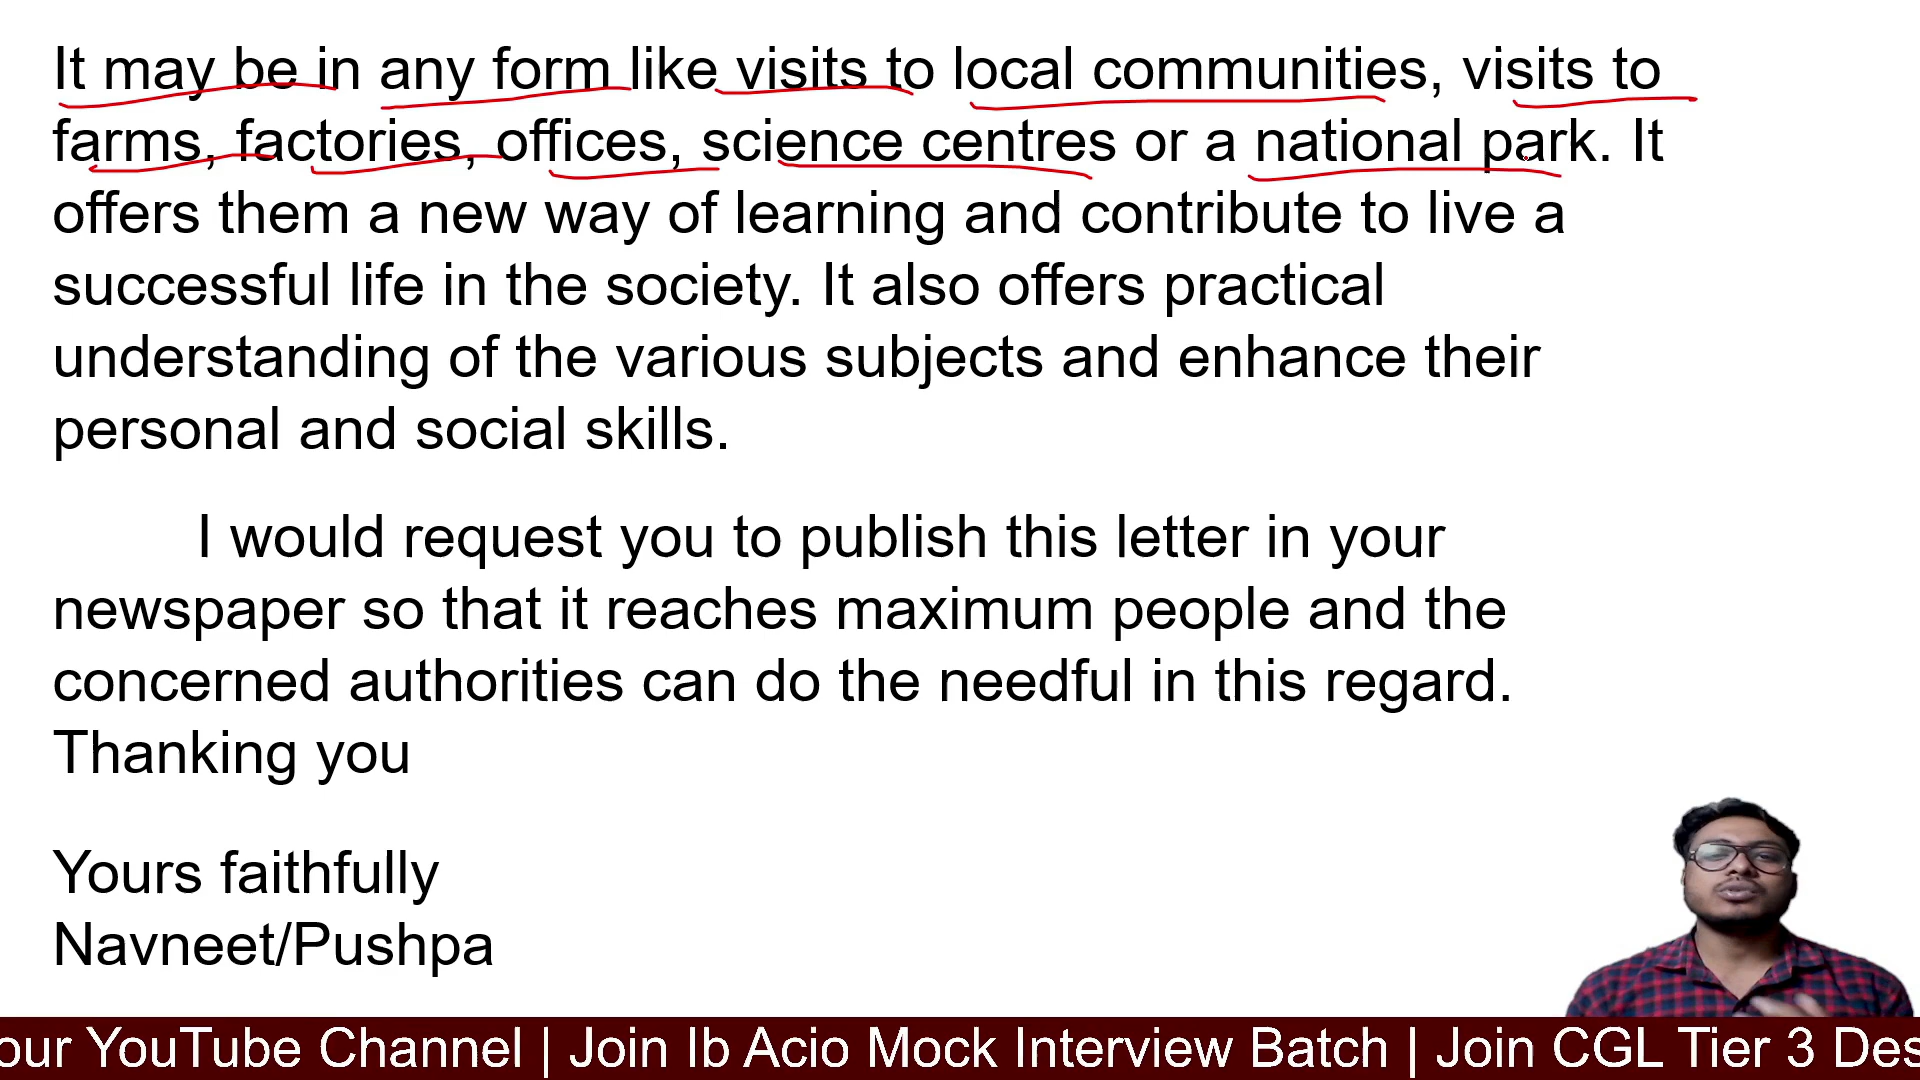 It may be in any form like visits to local communities, visits to
farms, factories, offices, science centres or a national park. It
offers them a new way of learning and contribute to live a
successful life in the society. It also offers practical
understanding of the various subjects and enhance their
personal and social skills.
I would request you to publish this letter in your
newspaper so that it reaches maximum people and the
concerned authorities can do the needful in this regard.
Thanking you
Yours faithfully
Navneet/Pushpa
our YouTube Channel | Join Ib Acio Mock Interview Batch | Join CGL Tier 3 Des